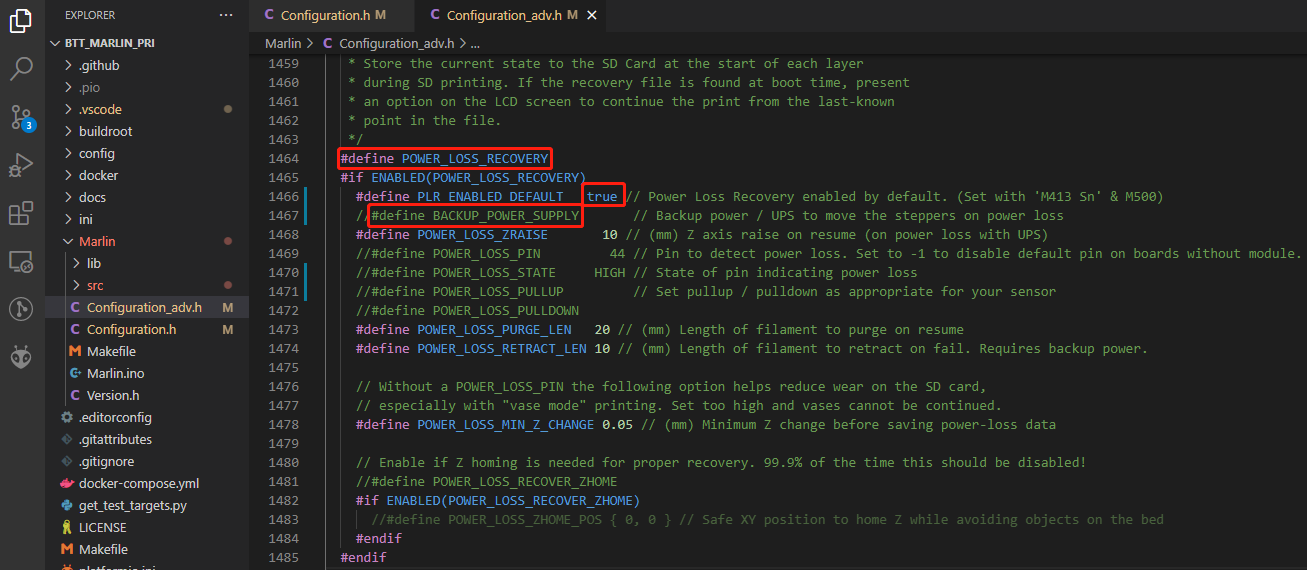 EXPLORER
...
Configuration.h M
Configuration_adv.h M
BTT_MARLIN_PRI
.github
.pio
.vscode
buildroot
config
docker
docs
ini
Marlin
lib
src
Configuration_adv.h M
Configuration.h M
Makefile
Marlin.ino
Version.h
.editorconfig
.gitattributes
.gitignore
docker-compose.yml
get_test_targets.py
LICENSE
Makefile
3
Marlin > Configuration_adv.h > ...
1459 * Store the current state to the SD Card at the start of each layer
1460 * during SD printing. If the recovery file is found at boot time, present
1461 * an option on the LCD screen to continue the print from the last-known
1462 * point in the file.
1463 */
1464 #define POWER_LOSS_RECOVERY
1465 #if ENABLED(POWER_LOSS_RECOVERY)
1466 #define PLR_ENABLED_DEFAULT true // Power Loss Recovery enabled by default. (Set with 'M413 Sn' & M500)
1467 //#define BACKUP_POWER_SUPPLY // Backup power / UPS to move the steppers on power loss
1468 #define POWER_LOSS_ZRAISE 10 // (mm) Z axis raise on resume (on power loss with UPS)
1469 //#define POWER_LOSS_PIN 44 // Pin to detect power loss. Set to -1 to disable default pin on boards without module.
1470 //#define POWER_LOSS_STATE HIGH // State of pin indicating power loss
1471 //#define POWER_LOSS_PULLUP // Set pullup / pulldown as appropriate for your sensor
1472 //#define POWER_LOSS_PULLDOWN
1473 #define POWER_LOSS_PURGE_LEN 20 // (mm) Length of filament to purge on resume
1474 #define POWER_LOSS_RETRACT_LEN 10 // (mm) Length of filament to retract on fail. Requires backup power.
1475
1476 // Without a POWER_LOSS_PIN the following option helps reduce wear on the SD card,
1477 // especially with "vase mode" printing. Set too high and vases cannot be continued.
1478 #define POWER_LOSS_MIN_Z_CHANGE 0.05 // (mm) Minimum Z change before saving power-loss data
1479
1480 // Enable if Z homing is needed for proper recovery. 99.9% of the time this should be disabled!
1481 //#define POWER_LOSS_RECOVER_ZHOME
1482 #if ENABLED(POWER_LOSS_RECOVER_ZHOME)
1483 //#define POWER_LOSS_ZHOME_POS { 0, 0 } // Safe XY position to home Z while avoiding objects on the bed
1484 #endif
1485 #endif